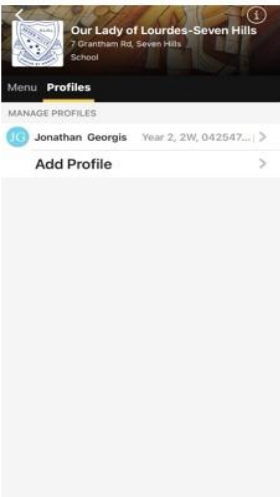 Our Lady of Lourdes-Seven Hills
7 Grantham Rd, Seven Hills
School
Menu Profiles
MANAGE PROFILES
JG Jonathan Georgis Year 2, 2W, 042547...
Add Profile